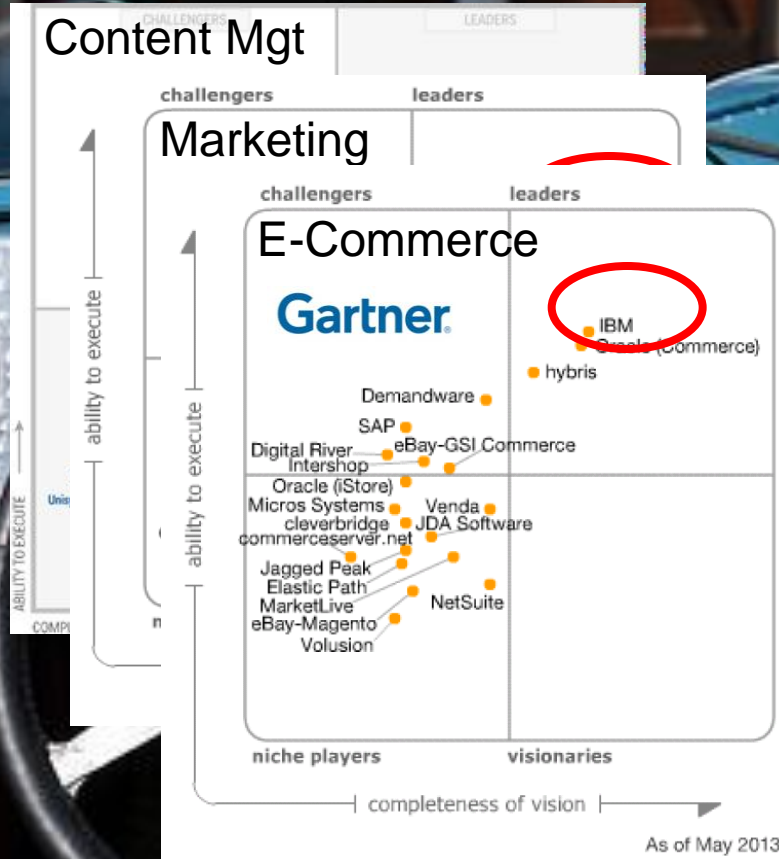 CHALLENGERS LEADERS
Content Mgt
ABILITY TO EXECUTE
challengers leaders
Marketing
ability to execute
challengers leaders
E-Commerce
Gartner
ability to execute
IBM
Oracle (Commerce)
hybris
Demandware
SAP
Digital River
eBay-GSI Commerce
Intershop
Oracle (iStore)
Micros Systems
Venda
cleverbridge
JDA Software
commerceserver.net
Jagged Peak
Elastic Path
MarketLive
NetSuite
eBay-Magento
Volusion
niche players visionaries
completeness of vision
As of May 2013